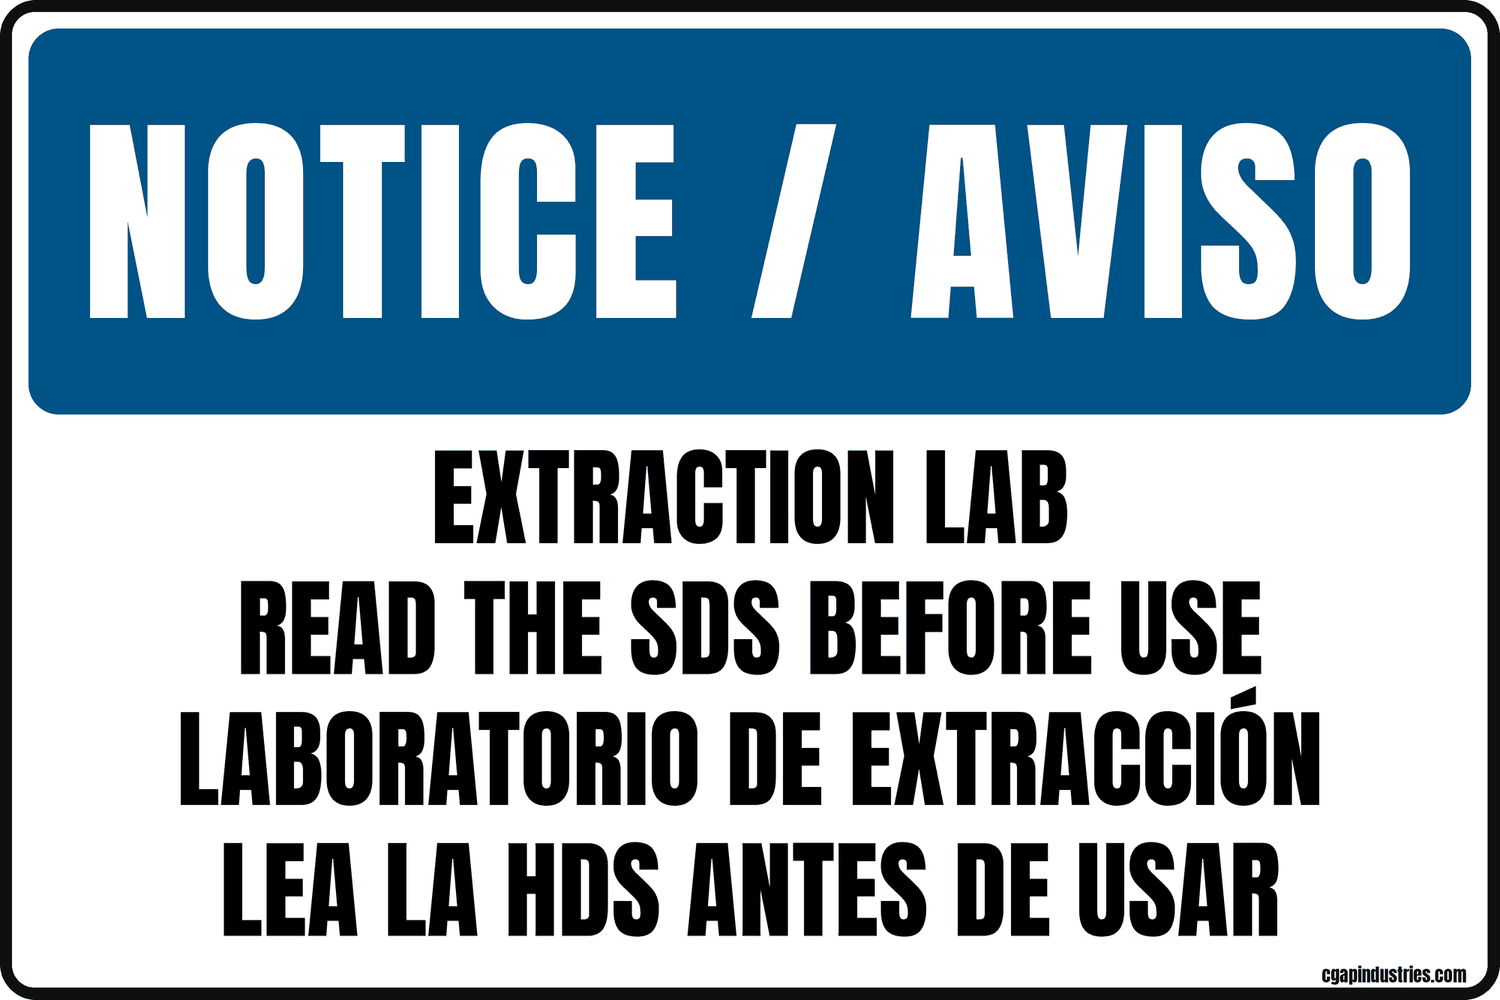 NOTICE / AVISO
EXTRACTION LAB
READ THE SDS BEFORE USE
LABORATORIO DE EXTRACCIÓN
LEA LA HDS ANTES DE USAR
cgapindustries.com